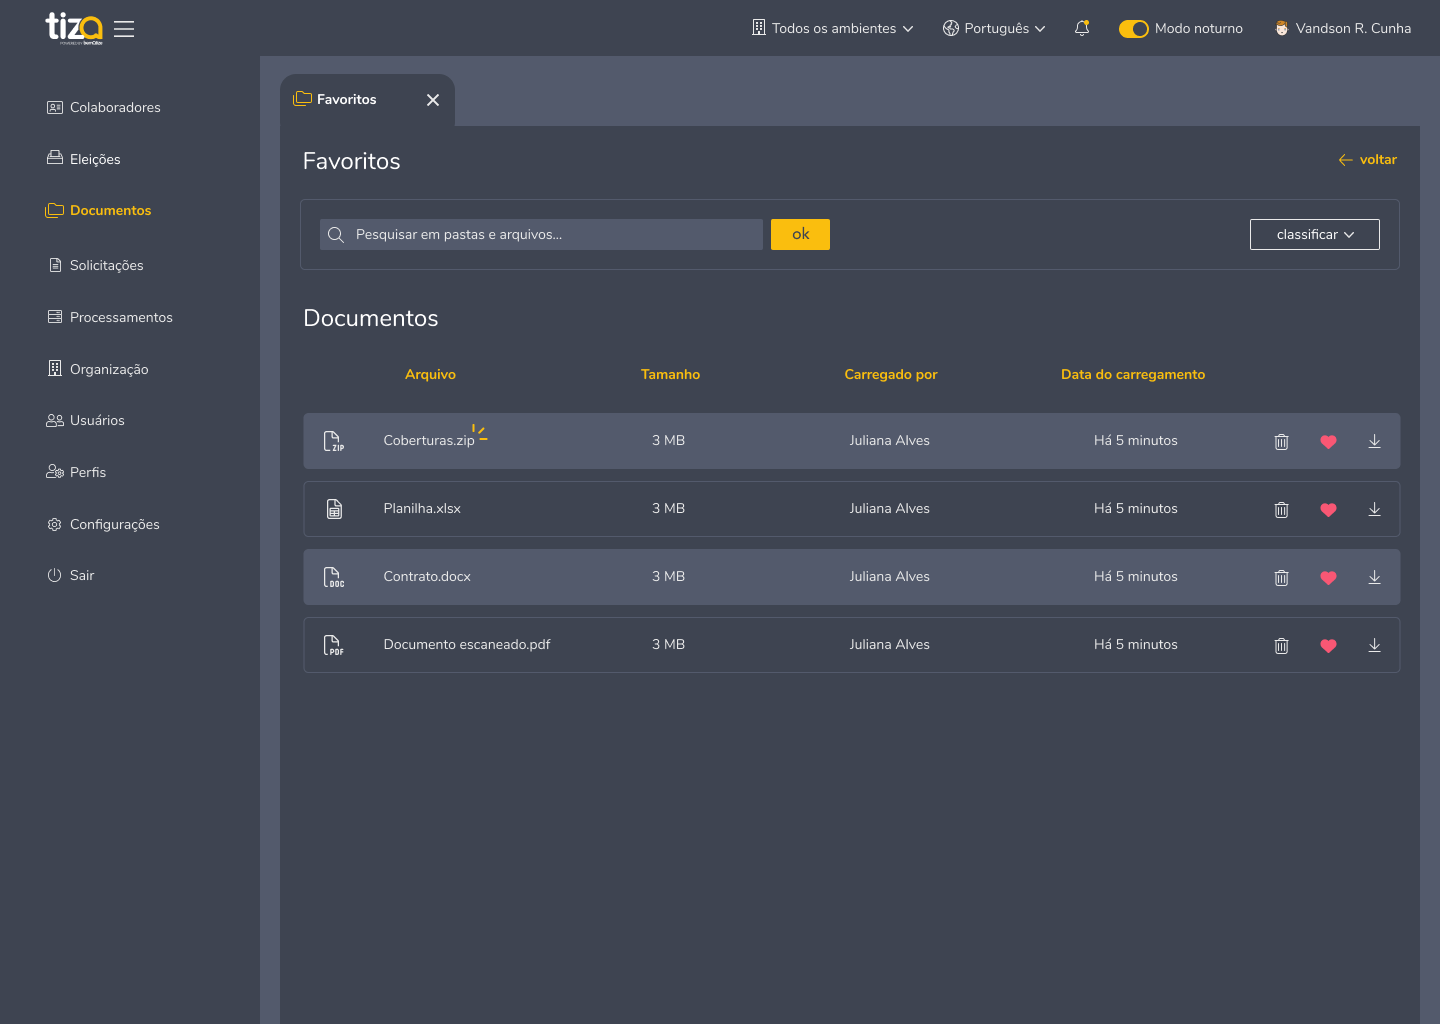 tiza
Todos os ambientes
Português
Modo noturno
Vandson R. Cunha
Colaboradores
Eleições
Documentos
Solicitações
Processamentos
Organização
Usuários
Perfis
Configurações
Sair
Favoritos
Favoritos
voltar
Pesquisar em pastas e arquivos...
ok
classificar
Documentos
Arquivo Tamanho Carregado por Data do carregamento
ZIP Coberturas.zip 3 MB Juliana Alves Há 5 minutos
Planilha.xlsx 3 MB Juliana Alves Há 5 minutos
DOC Contrato.docx 3 MB Juliana Alves Há 5 minutos
PDF Documento escaneado.pdf 3 MB Juliana Alves Há 5 minutos